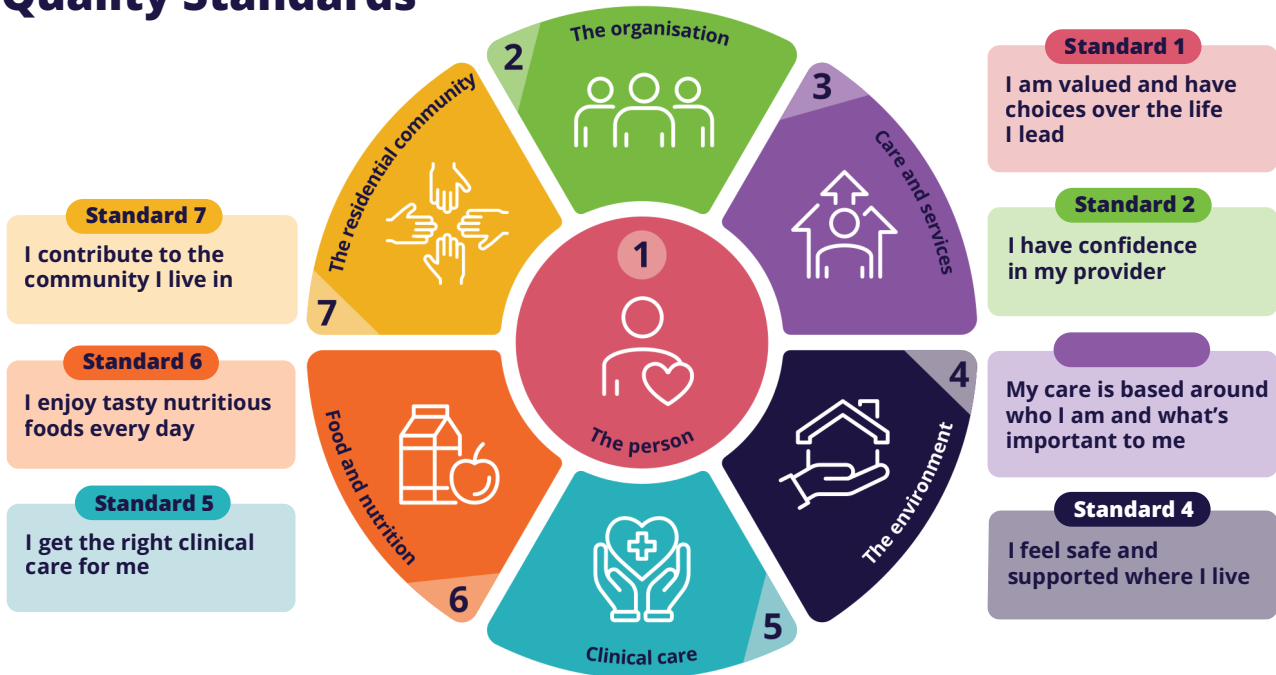 Quality Standards
2
The organisation
3
Care and services
4
The environment
5
Clinical care
6
Food and nutrition
7
The residential community
1
The person
Standard 1
I am valued and have
choices over the life
I lead
Standard 2
I have confidence
in my provider
My care is based around
who I am and what’s
important to me
Standard 4
I feel safe and
supported where I live
Standard 7
I contribute to the
community I live in
Standard 6
I enjoy tasty nutritious
foods every day
Standard 5
I get the right clinical
care for me